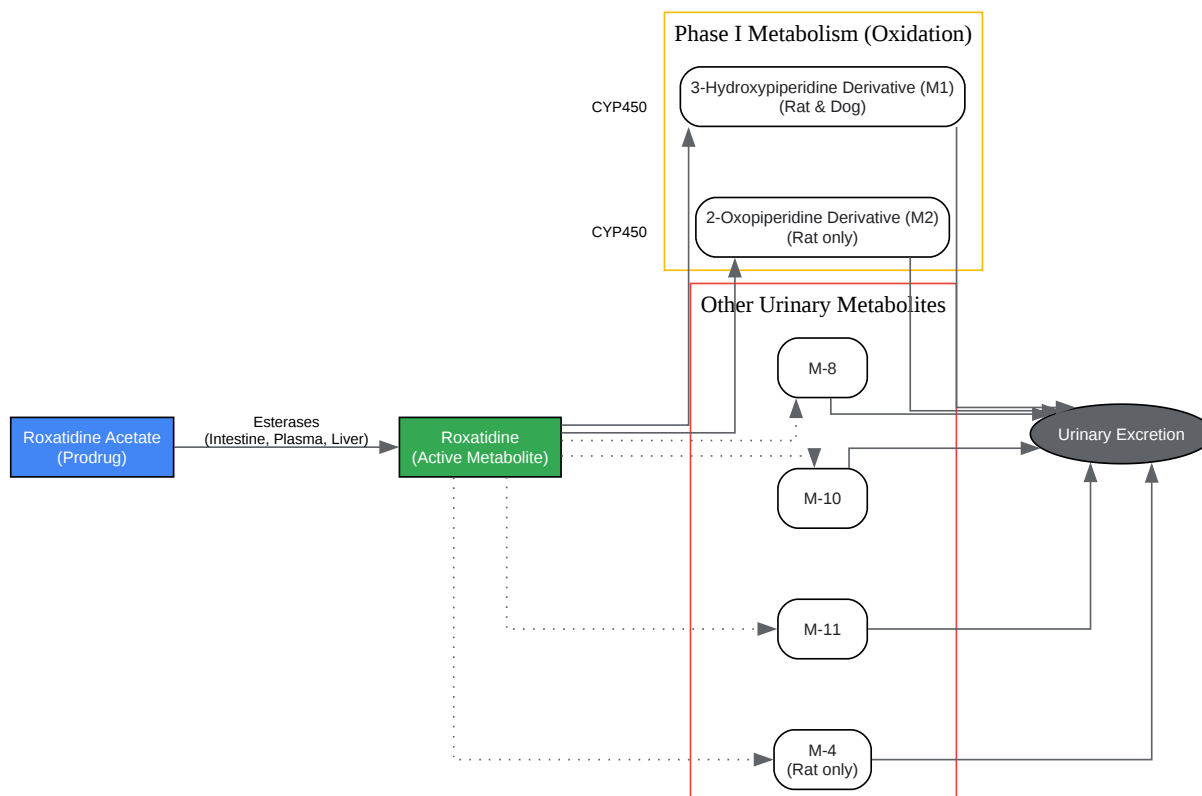 Phase I Metabolism (Oxidation)
3-Hydroxypiperidine Derivative (M1)
(Rat & Dog)
CYP450
2-Oxopiperidine Derivative (M2)
(Rat only)
CYP450
Other Urinary Metabolites
M-8
Roxatidine Acetate
(Prodrug)
Esterases
(Intestine, Plasma, Liver)
Roxatidine
(Active Metabolite)
Urinary Excretion
M-10
M-11
M-4
(Rat only)